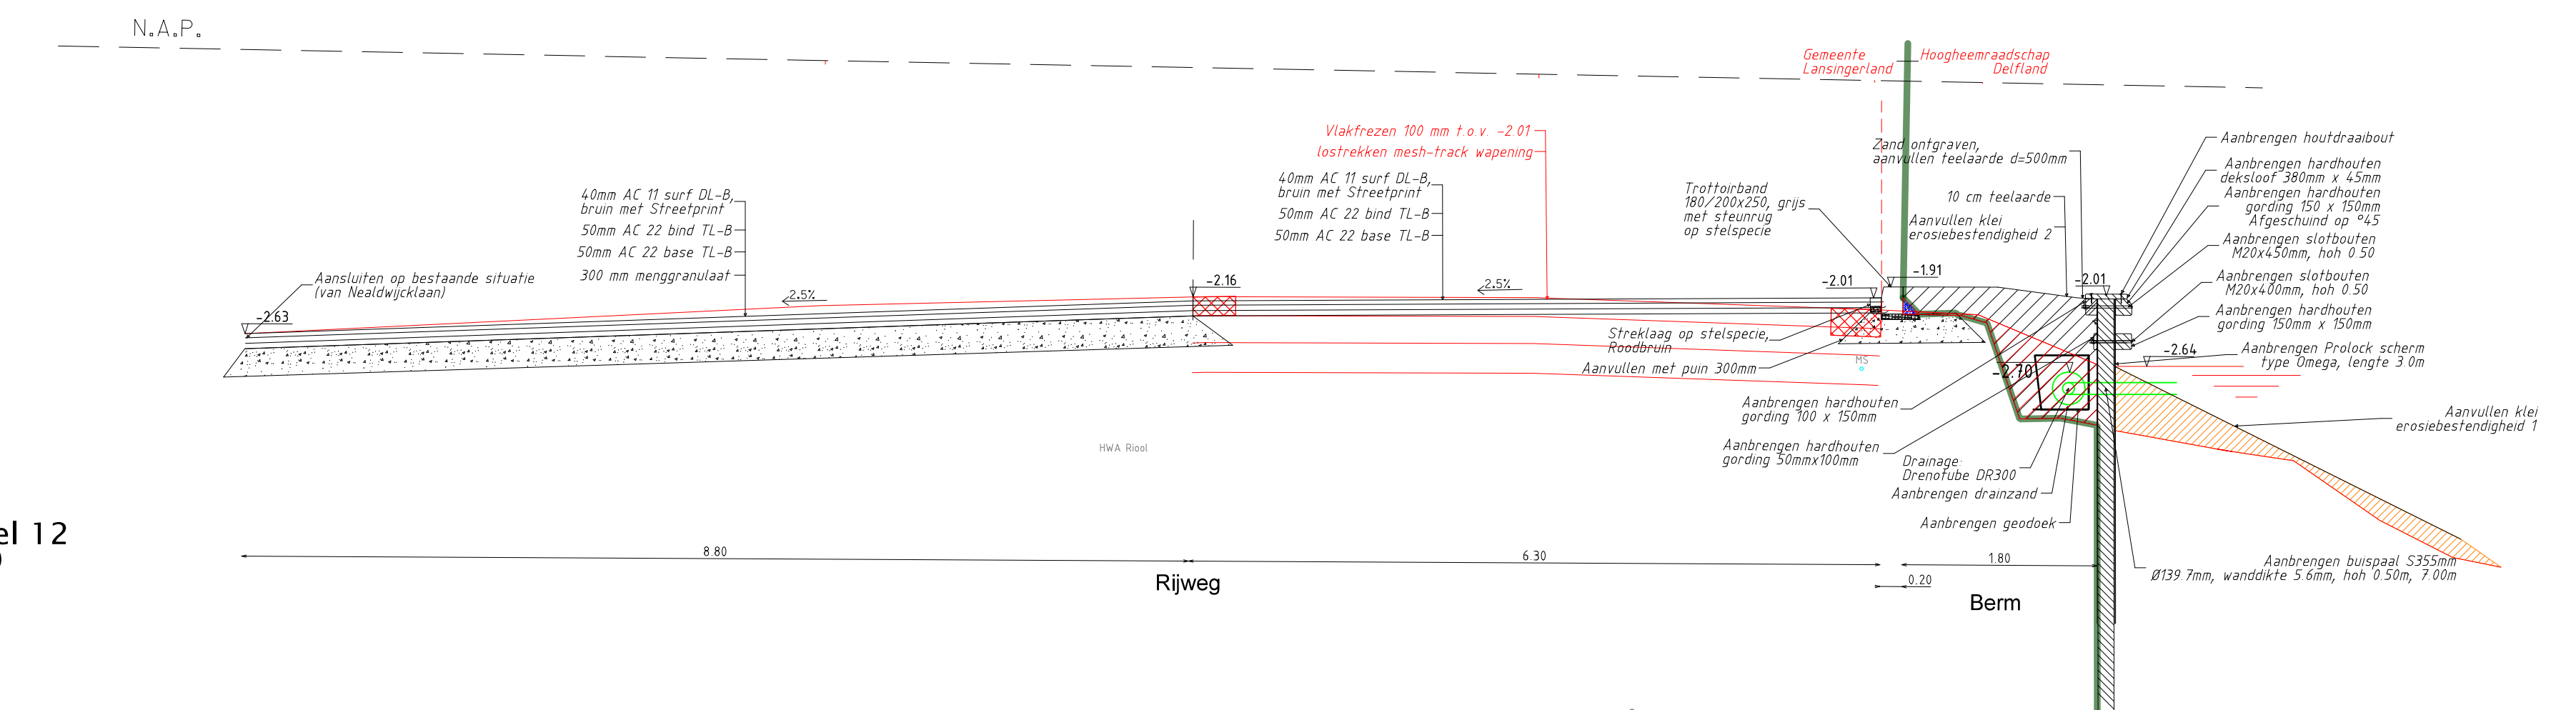 N.A.P.
Gemeente
Lansingerland
Hoogheemraadschap
Delfland
Vlakfrezen 100 mm t.o.v. -2.01
lostrekken mesh-track wapening
40mm AC 11 surf DL-B,
bruin met Streetprint
50mm AC 22 bind TL-B
50mm AC 22 base TL-B
300 mm menggranulaat
40mm AC 11 surf DL-B,
bruin met Streetprint
50mm AC 22 bind TL-B
50mm AC 22 base TL-B
Aansluiten op bestaande situatie
(van Nealdwijcklaan)
-2.63
2.5%
-2.16
2.5%
-2.01
-1.91
-2.01
Trottoirband
180/200x250, grijs
met steunrug
op stelspecie
Zand ontgraven,
aanvullen teelaarde d=500mm
10 cm teelaarde
Aanvullen klei
erosiebestendigheid 2
Aanbrengen houtdraaibout
Aanbrengen hardhouten
deksloof 380mm x 45mm
Aanbrengen hardhouten
gording 150 x 150mm
Afgeschuind op °45
Aanbrengen slotbouten
M20x450mm, hoh 0.50
Aanbrengen slotbouten
M20x400mm, hoh 0.50
Aanbrengen hardhouten
gording 150mm x 150mm
-2.64
Aanbrengen Prolock scherm
type Omega, lengte 3.0m
Streklaag op stelspecie,
Roodbruin
Aanvullen met puin 300mm
MS
-2.70
Aanbrengen hardhouten
gording 100 x 150mm
Aanbrengen hardhouten
gording 50mmx100mm
Drainage:
Drenotube DR300
Aanbrengen drainzand
Aanbrengen geodoek
Aanvullen klei
erosiebestendigheid 1
HWA Riool
el 12
)
8.80
6.30
1.80
0.20
Rijweg
Berm
Aanbrengen buispaal S355mm
Ø139.7mm, wanddikte 5.6mm, hoh 0.50m, 7.00m